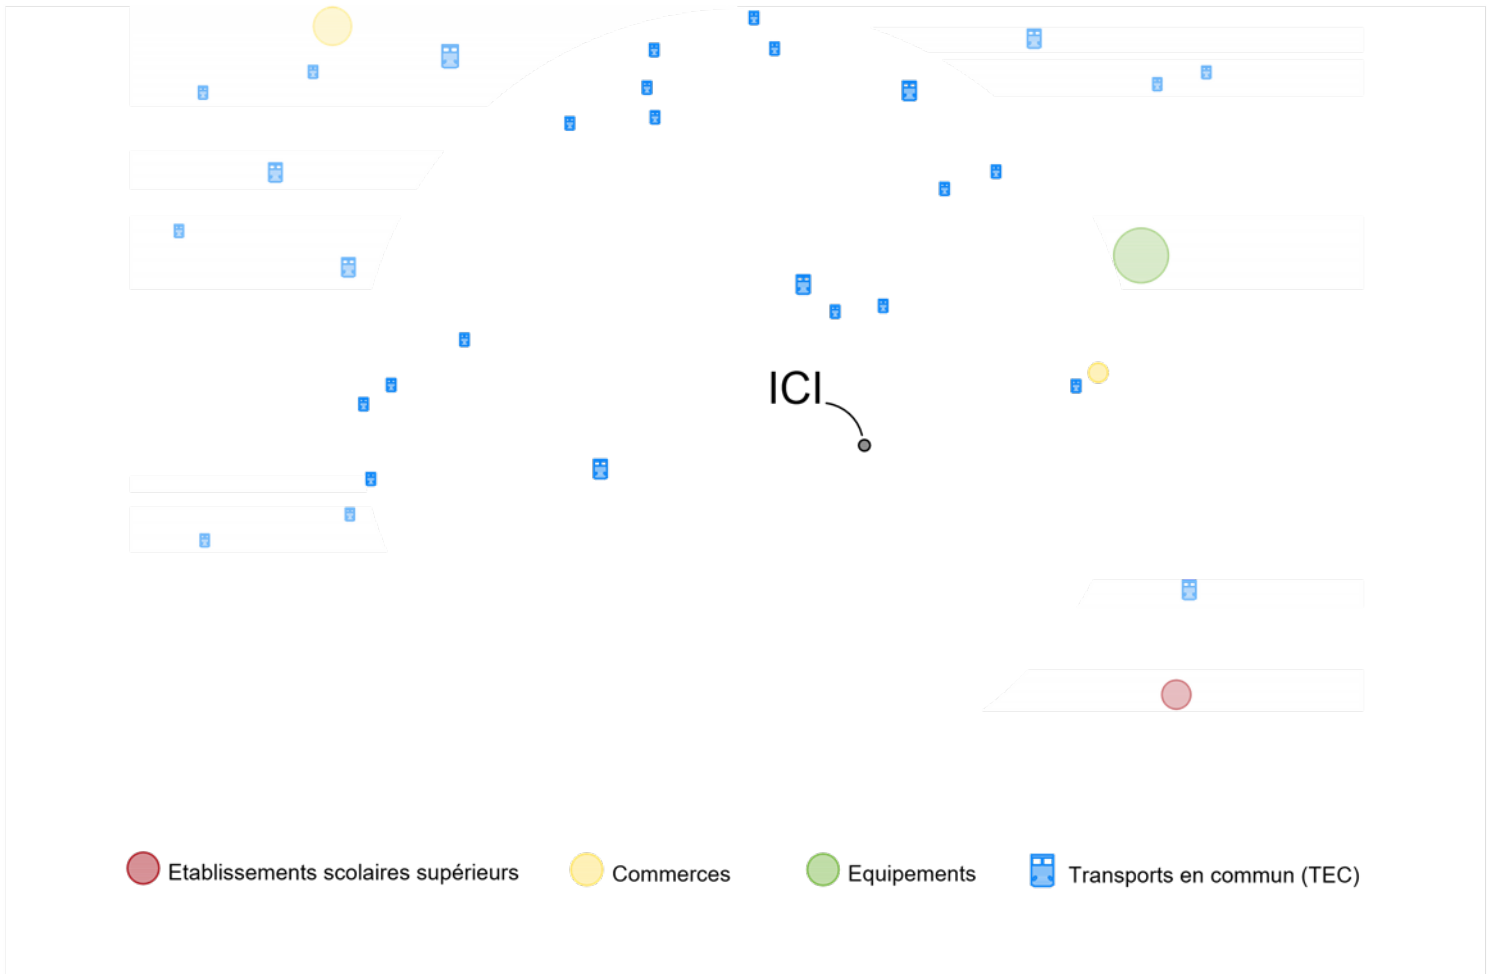 ICI
Etablissements scolaires supérieurs
Commerces
Equipements
Transports en commun (TEC)